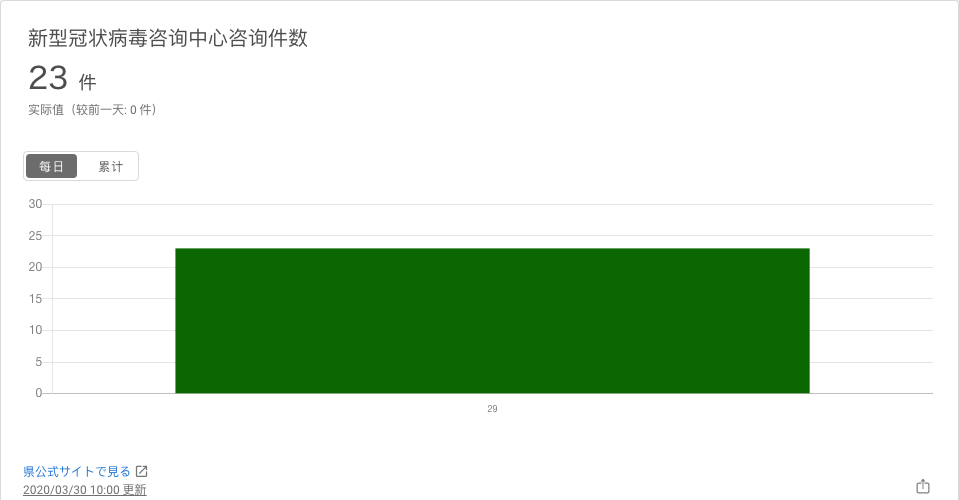 新型冠状病毒咨询中心咨询件数
23 件
实际值（较前一天: 0 件）
每日 累计
30
25
20
15
10
5
0
29
県公式サイトで見る
2020/03/30 10:00 更新